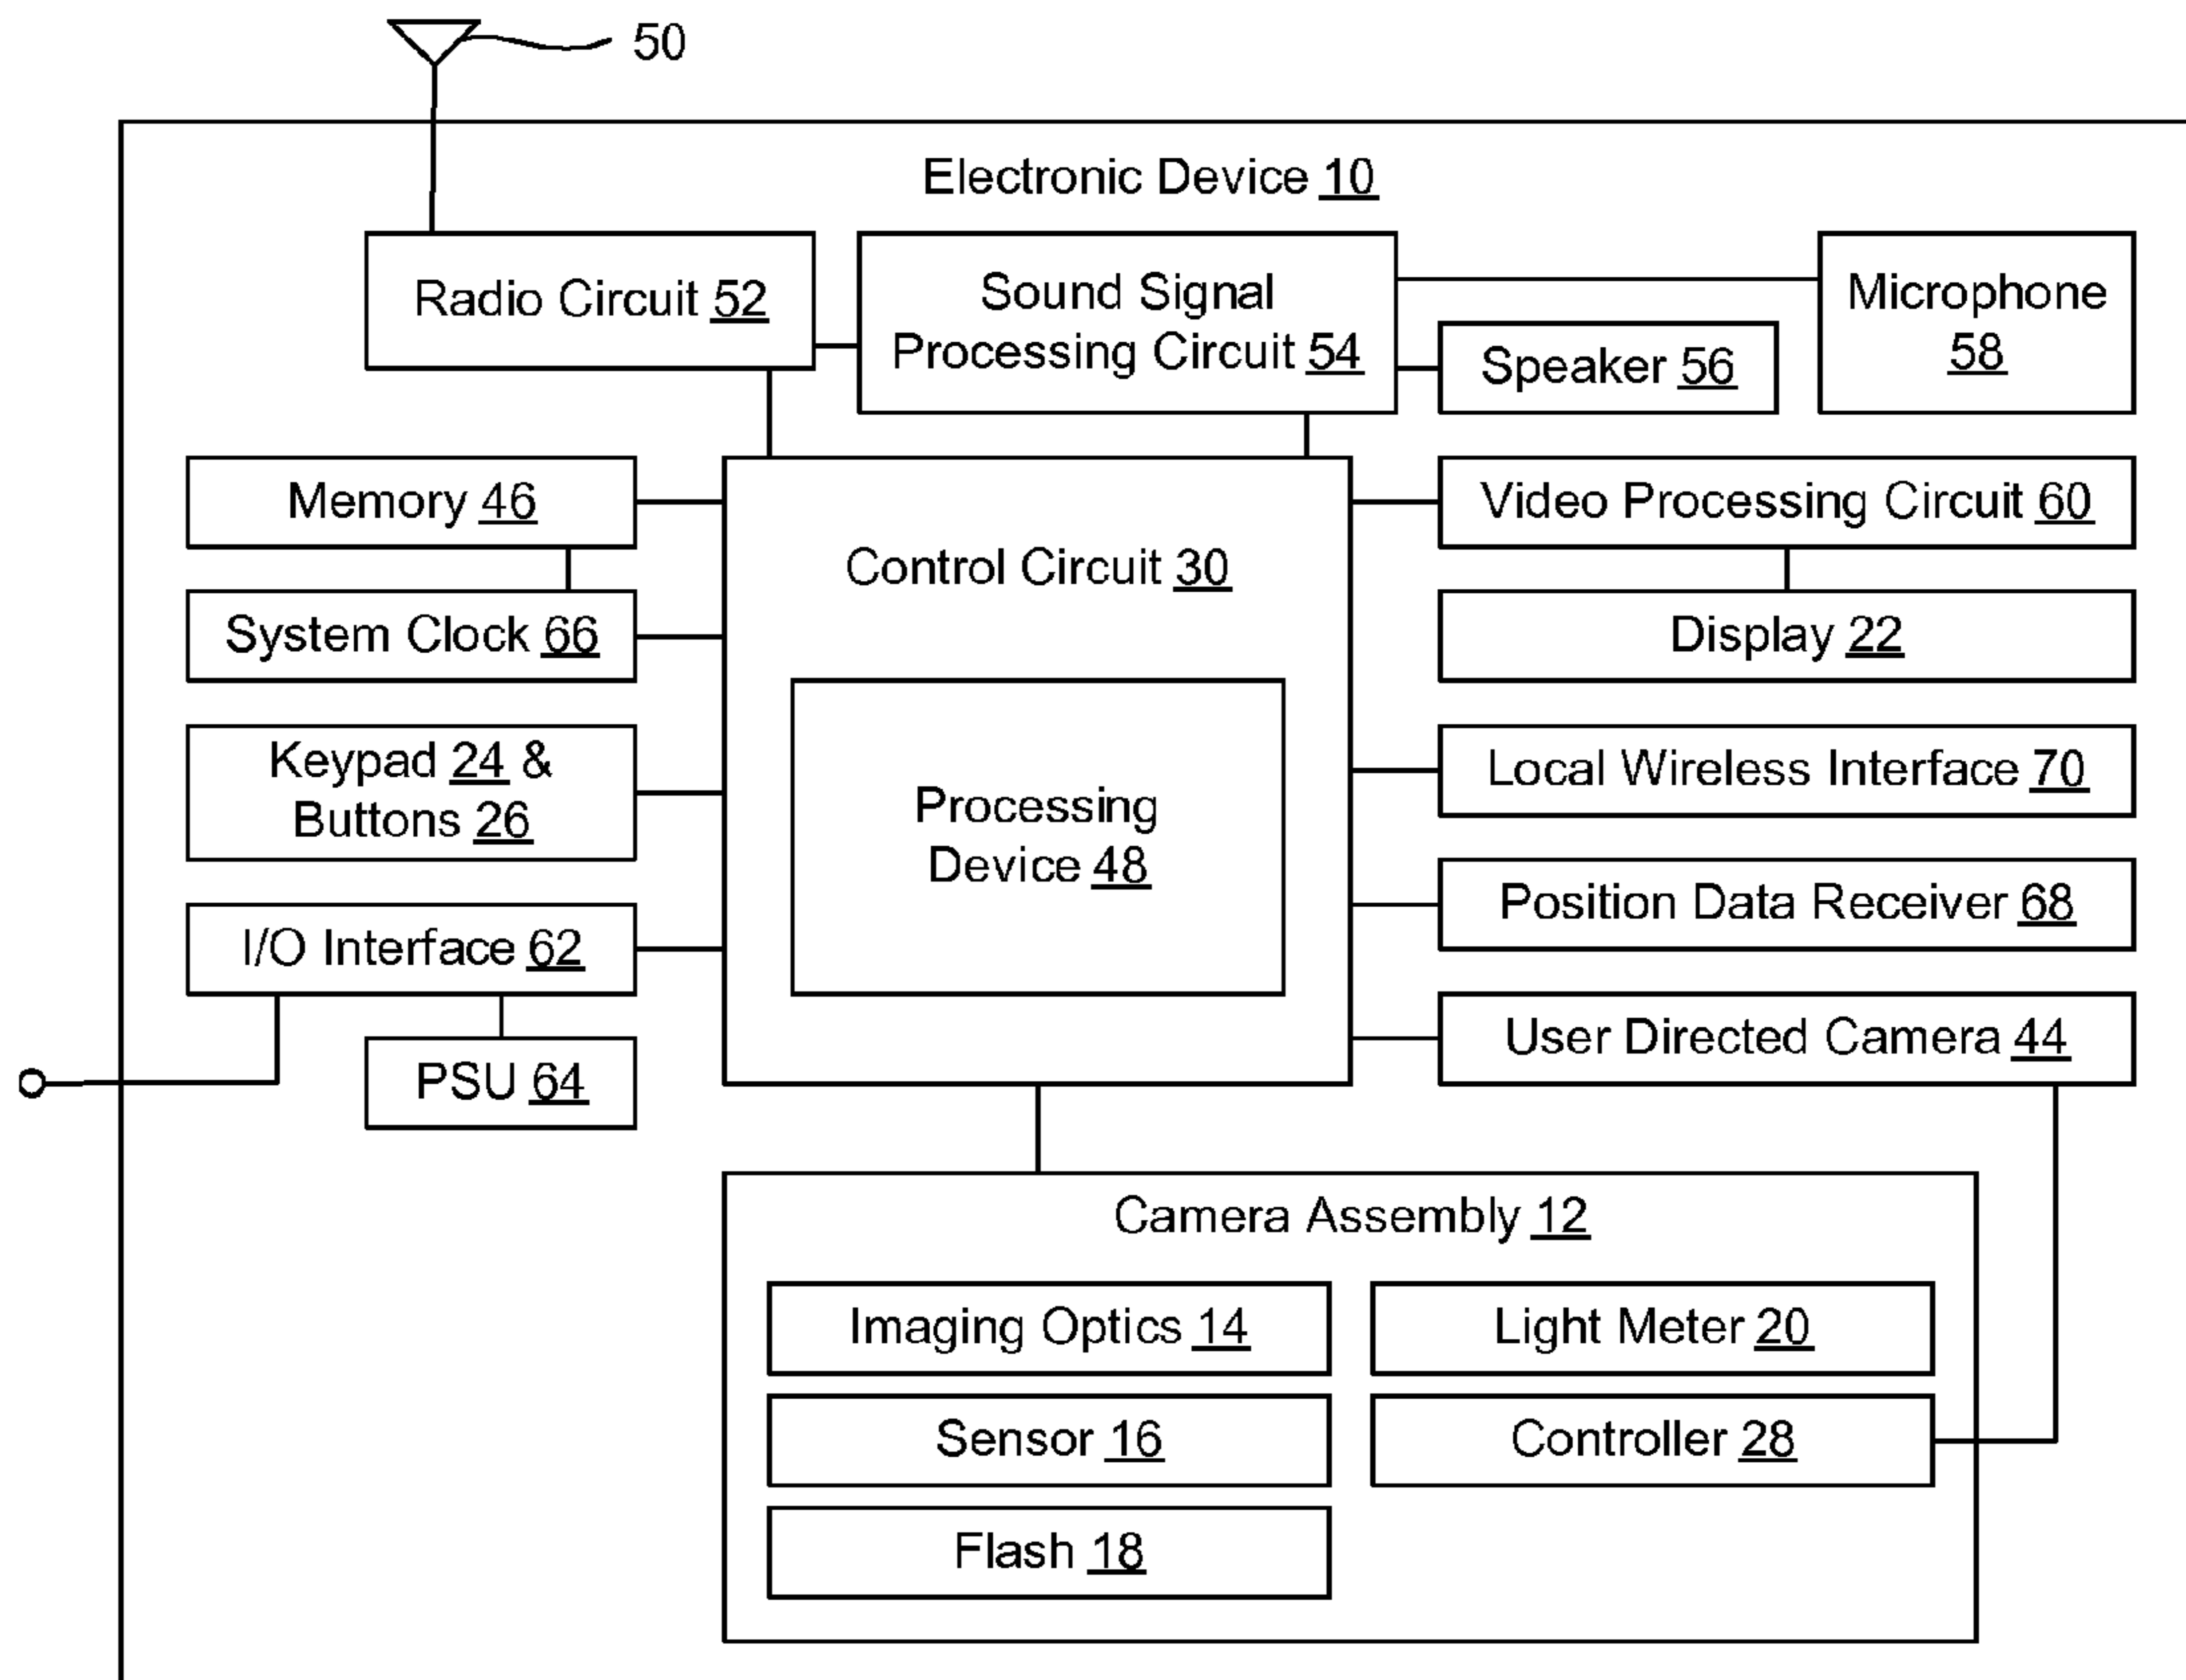 50
Electronic Device 10
Radio Circuit 52
Sound Signal
Processing Circuit 54
Microphone
58
Speaker 56
Memory 46
Video Processing Circuit 60
Control Circuit 30
System Clock 66
Display 22
Keypad 24 &
Buttons 26
Local Wireless Interface 70
Processing
Device 48
Position Data Receiver 68
I/O Interface 62
User Directed Camera 44
PSU 64
Camera Assembly 12
Imaging Optics 14
Light Meter 20
Sensor 16
Controller 28
Flash 18